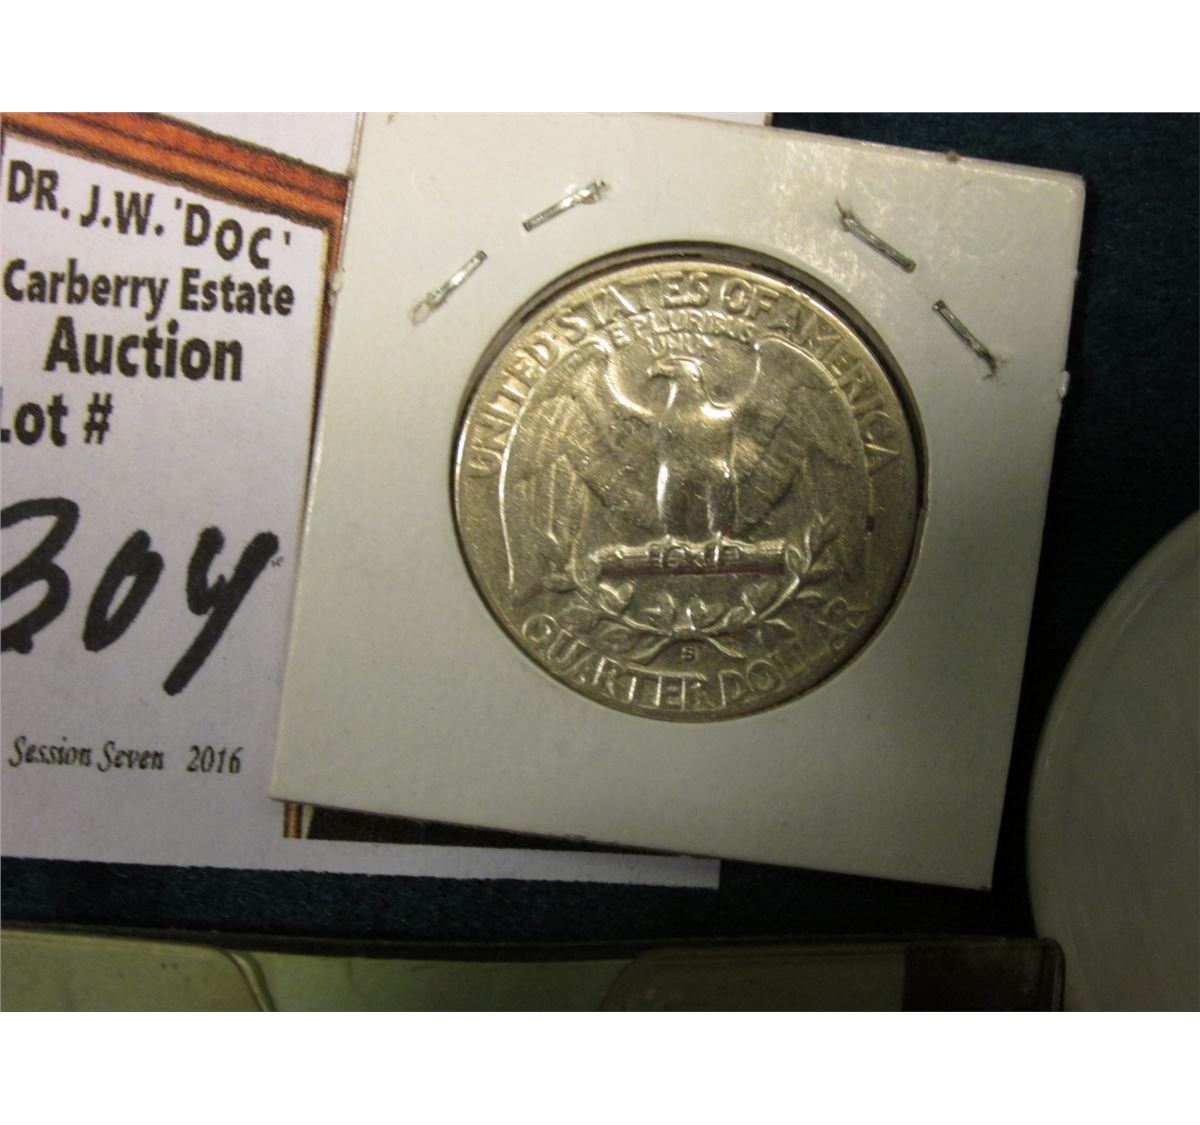 DR. J.W. 'DOC'
Carberry Estate
Auction
Lot #
304
Session Seven 2016
UNITED STATES OF AMERICA
E PLURIBUS
UNUM
S
QUARTER DOLLAR